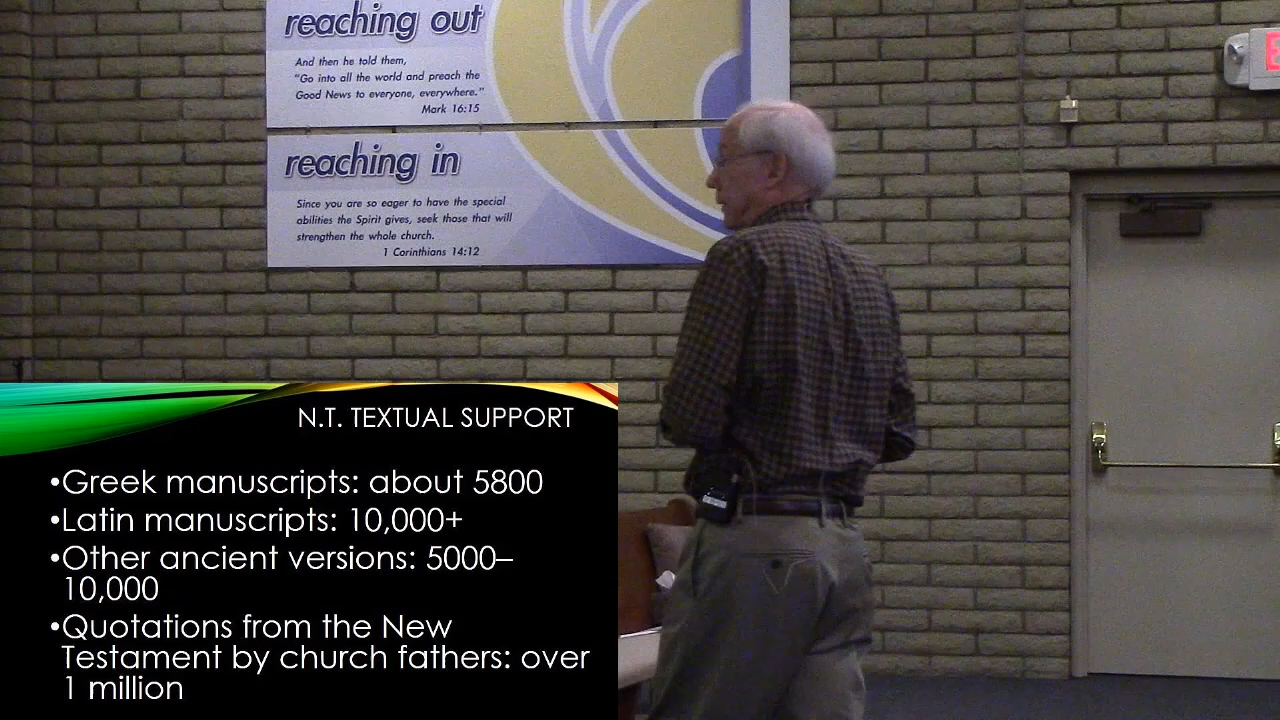 reaching out
And then he told them,
"Go into all the world and preach the
Good News to everyone, everywhere."
Mark 16:15
reaching in
Since you are so eager to have the special
abilities the Spirit gives, seek those that will
strengthen the whole church.
1 Corinthians 14:12
E
N.T. TEXTUAL SUPPORT
•Greek manuscripts: about 5800
•Latin manuscripts: 10,000+
•Other ancient versions: 5000–
10,000
•Quotations from the New
Testament by church fathers: over
1 million